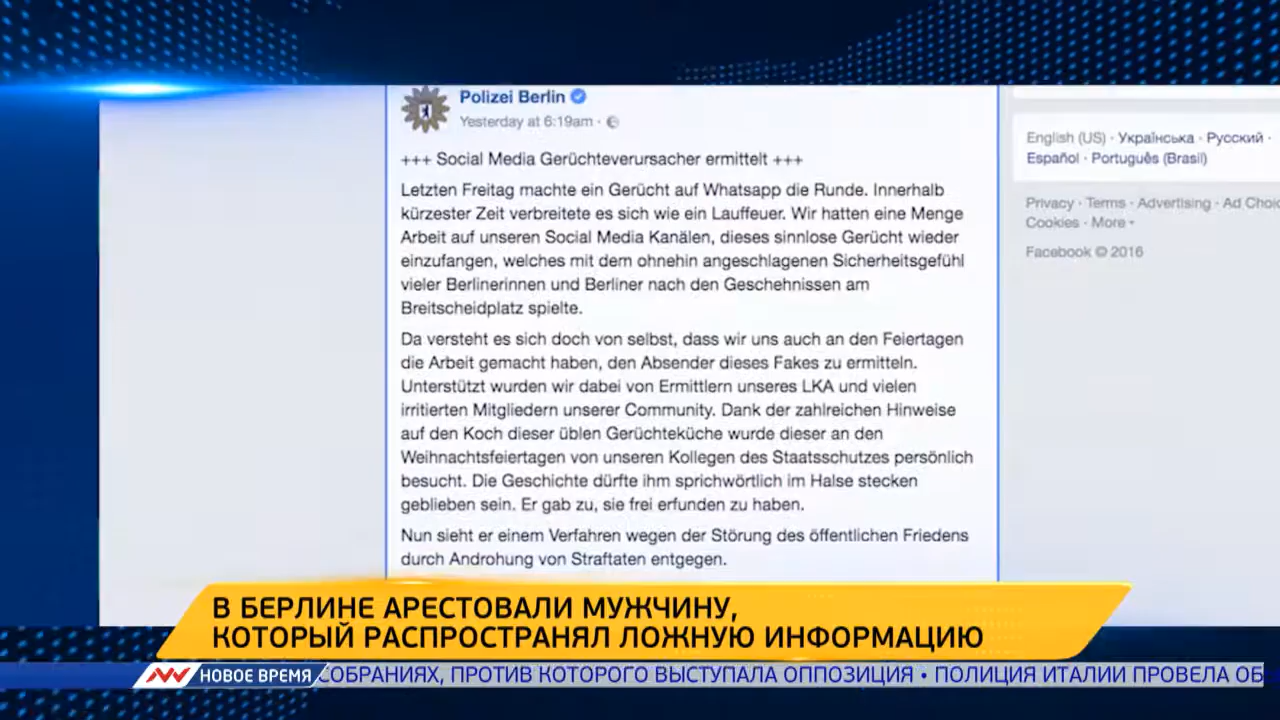 Polizei Berlin
Yesterday at 6:19am ·
+++ Social Media Gerüchteverursacher ermittelt +++
Letzten Freitag machte ein Gerücht auf Whatsapp die Runde. Innerhalb
kürzester Zeit verbreitete es sich wie ein Lauffeuer. Wir hatten eine Menge
Arbeit auf unseren Social Media Kanälen, dieses sinnlose Gerücht wieder
einzufangen, welches mit dem ohnehin angeschlagenen Sicherheitsgefühl
vieler Berlinerinnen und Berliner nach den Geschehnissen am
Breitscheidplatz spielte.
Da versteht es sich doch von selbst, dass wir uns auch an den Feiertagen
die Arbeit gemacht haben, den Absender dieses Fakes zu ermitteln.
Unterstützt wurden wir dabei von Ermittlern unseres LKA und vielen
irritierten Mitgliedern unserer Community. Dank der zahlreichen Hinweise
auf den Koch dieser üblen Gerüchteküche wurde dieser an den
Weihnachtsfeiertagen von unseren Kollegen des Staatsschutzes persönlich
besucht. Die Geschichte dürfte ihm sprichwörtlich im Halse stecken
geblieben sein. Er gab zu, sie frei erfunden zu haben.
Nun sieht er einem Verfahren wegen der Störung des öffentlichen Friedens
durch Androhung von Straftaten entgegen.
English (US) · Українська · Русский ·
Español · Português (Brasil)
Privacy · Terms · Advertising · Ad Choic
Cookies · More
Facebook © 2016
В БЕРЛИНЕ АРЕСТОВАЛИ МУЖЧИНУ,
КОТОРЫЙ РАСПРОСТРАНЯЛ ЛОЖНУЮ ИНФОРМАЦИЮ
НОВОЕ ВРЕМЯ СОБРАНИЯХ, ПРОТИВ КОТОРОГО ВЫСТУПАЛА ОППОЗИЦИЯ • ПОЛИЦИЯ ИТАЛИИ ПРОВЕЛА ОБ